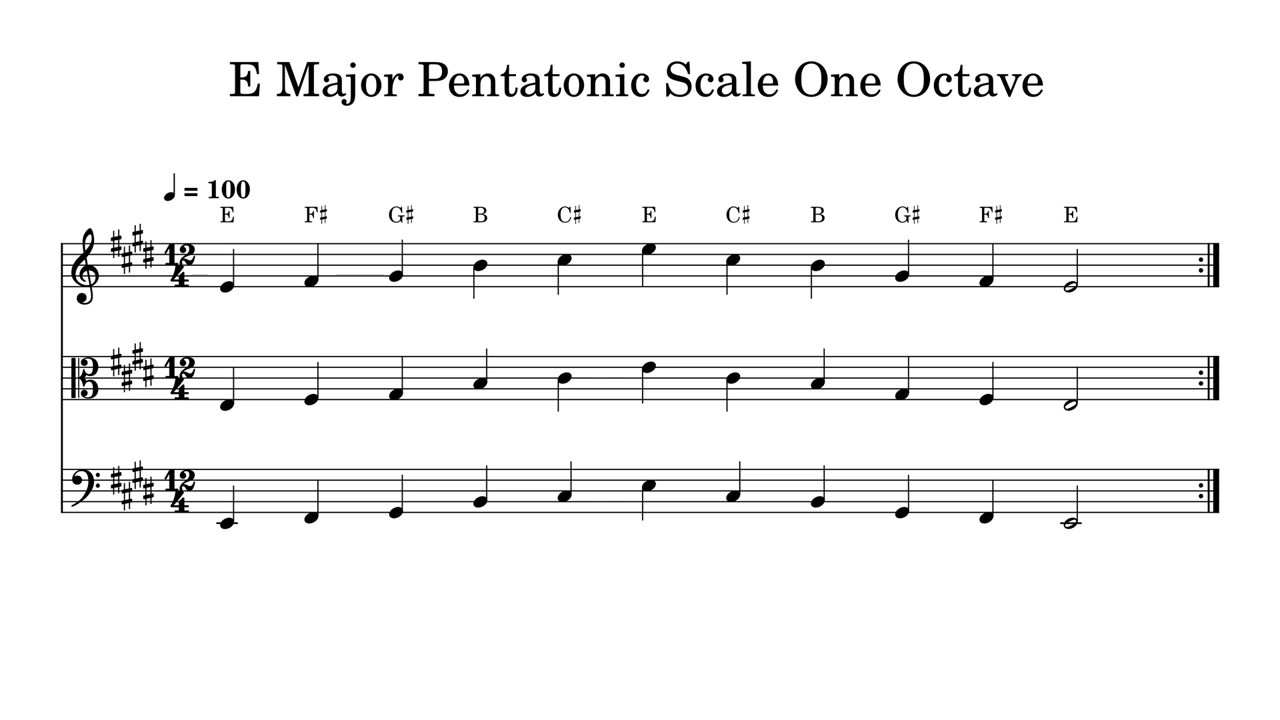 E Major Pentatonic Scale One Octave
♩ = 100
E F♯ G♯ B C♯ E C♯ B G♯ F♯ E
12
4
12
4
12
4